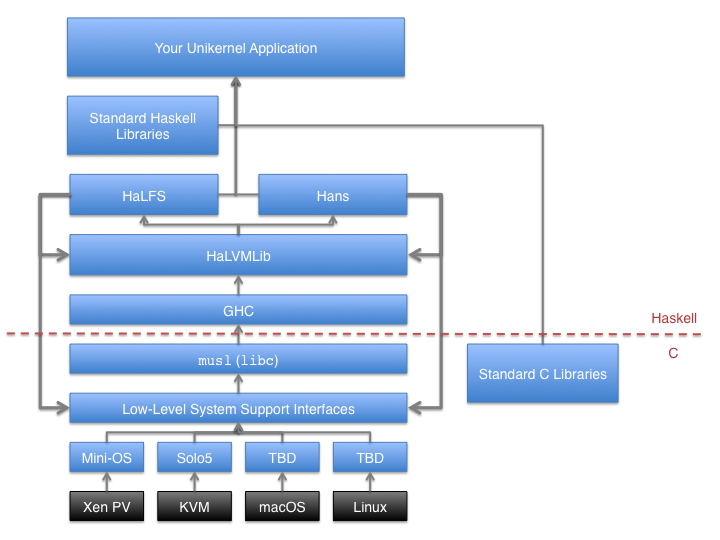 Your Unikernel Application
Standard Haskell
Libraries
HaLFS
Hans
HaLVMLib
GHC
Haskell
musl (libc)
C
Standard C Libraries
Low-Level System Support Interfaces
Mini-OS
Solo5
TBD
TBD
Xen PV
KVM
macOS
Linux